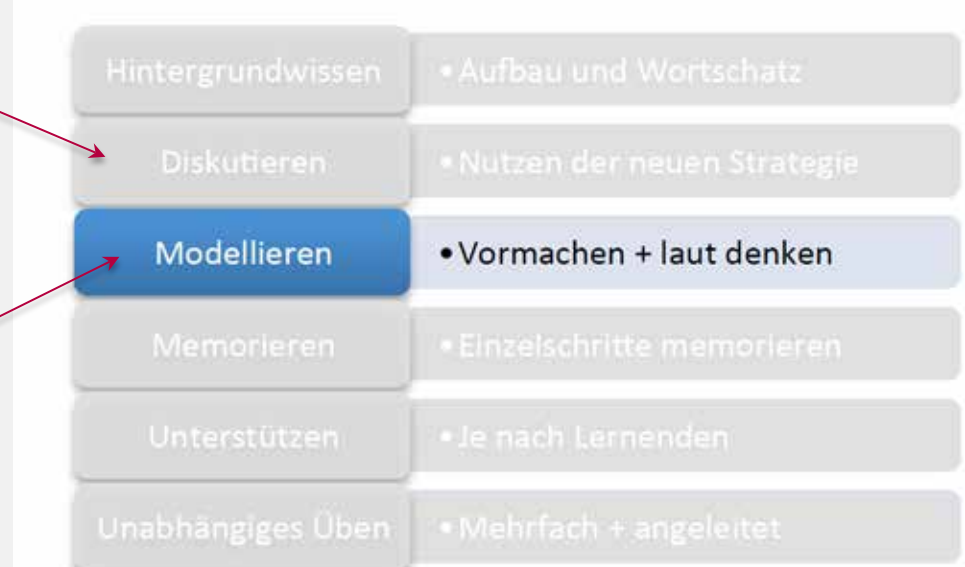 Hintergrundwissen • Aufbau und Wortschatz
Diskutieren • Nutzen der neuen Strategie
Modellieren • Vormachen + laut denken
Memorieren • Einzelschritte memorieren
Unterstützen • Je nach Lernenden
Unabhängiges Üben • Mehrfach + angeleitet